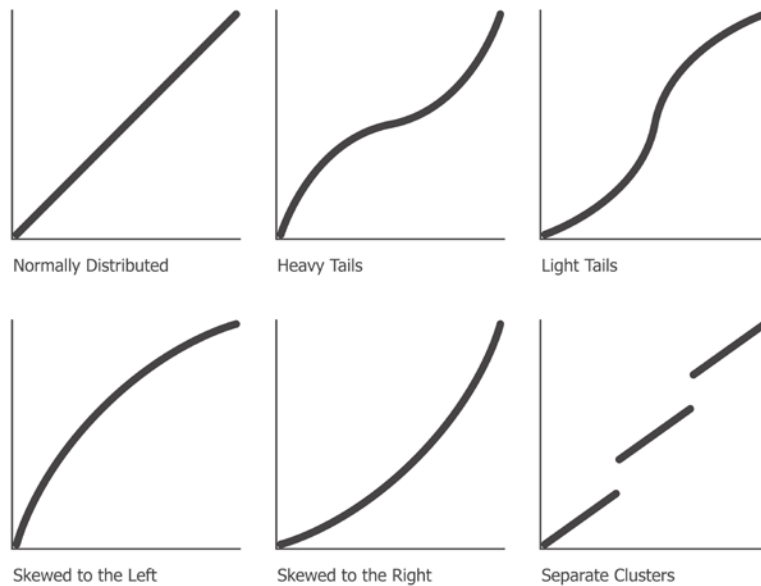 Normally Distributed
Heavy Tails
Light Tails
Skewed to the Left
Skewed to the Right
Separate Clusters